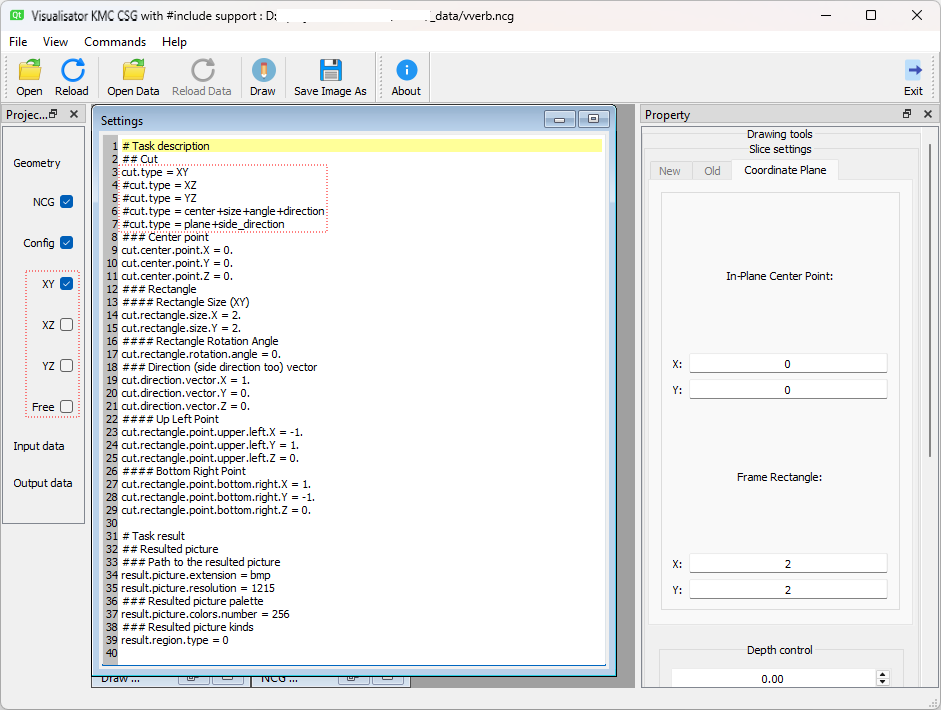 Visualisator KMC CSG with #include support : D: _data/vverb.ncg
File View Commands Help
Open Reload Open Data Reload Data Draw Save Image As About Exit
Projec...
Geometry
NCG
Config
XY
XZ
YZ
Free
Input data
Output data
Settings
1 # Task description
2 ## Cut
3 cut.type = XY
4 #cut.type = XZ
5 #cut.type = YZ
6 #cut.type = center+size+angle+direction
7 #cut.type = plane+side_direction
8 ### Center point
9 cut.center.point.X = 0.
10 cut.center.point.Y = 0.
11 cut.center.point.Z = 0.
12 ### Rectangle
13 #### Rectangle Size (XY)
14 cut.rectangle.size.X = 2.
15 cut.rectangle.size.Y = 2.
16 #### Rectangle Rotation Angle
17 cut.rectangle.rotation.angle = 0.
18 ### Direction (side direction too) vector
19 cut.direction.vector.X = 1.
20 cut.direction.vector.Y = 0.
21 cut.direction.vector.Z = 0.
22 #### Up Left Point
23 cut.rectangle.point.upper.left.X = -1.
24 cut.rectangle.point.upper.left.Y = 1.
25 cut.rectangle.point.upper.left.Z = 0.
26 #### Bottom Right Point
27 cut.rectangle.point.bottom.right.X = 1.
28 cut.rectangle.point.bottom.right.Y = -1.
29 cut.rectangle.point.bottom.right.Z = 0.
30
31 # Task result
32 ## Resulted picture
33 ### Path to the resulted picture
34 result.picture.extension = bmp
35 result.picture.resolution = 1215
36 ### Resulted picture palette
37 result.picture.colors.number = 256
38 ### Resulted picture kinds
39 result.region.type = 0
40
Draw ... NCG ...
Property
Drawing tools
Slice settings
New Old Coordinate Plane
In-Plane Center Point:
X: 0
Y: 0
Frame Rectangle:
X: 2
Y: 2
Depth control
0.00